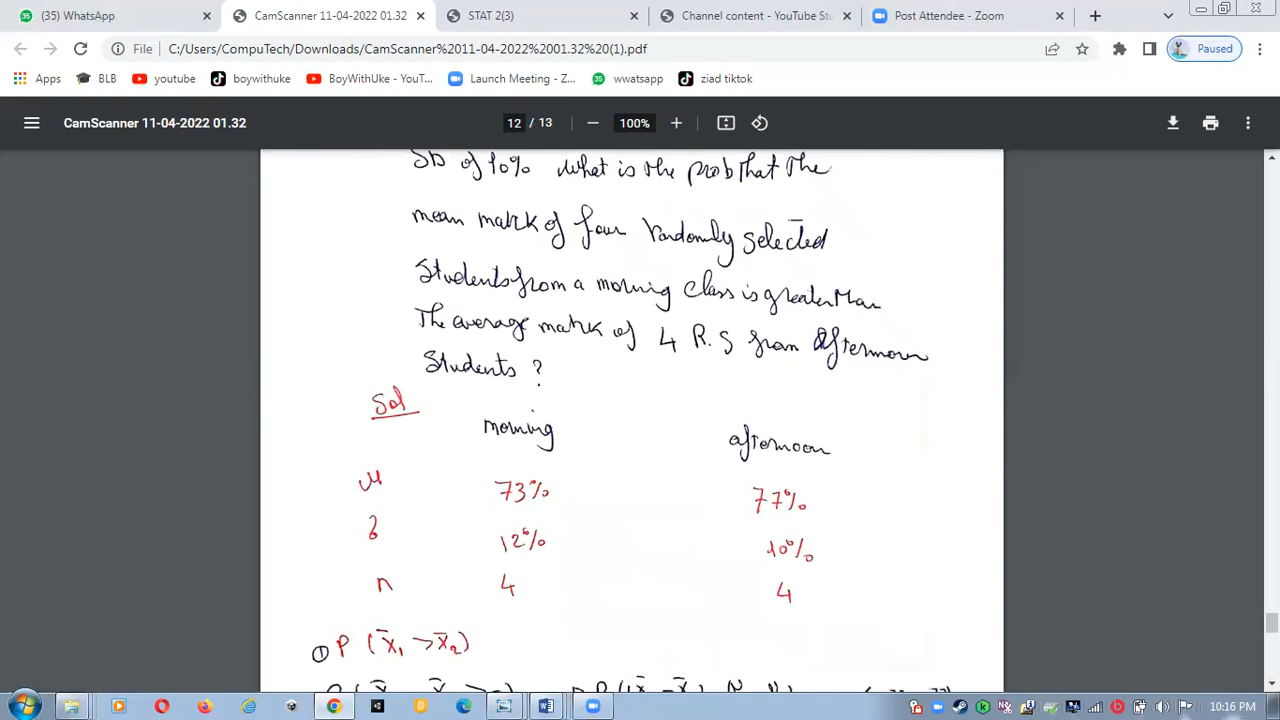 (35) WhatsApp
CamScanner 11-04-2022 01.32
STAT 2(3)
Channel content - YouTube Stu
Post Attendee - Zoom
File
C:/Users/CompuTech/Downloads/CamScanner%2011-04-2022%2001.32%20(1).pdf
Paused
Apps
BLB
youtube
boywithuke
BoyWithUke - YouT...
Launch Meeting - Z...
wwatsapp
ziad tiktok
CamScanner 11-04-2022 01.32
12 / 13
100%
SD of 10% what is the prob that the
mean mark of four randomly selected
students from a morning class is greater than
The average mark of 4 R.S from afternoon
students ?
Sol
morning afternoon
μ 73% 77%
δ 12% 10%
n 4 4
① P (x̄₁ > x̄₂)
10:16 PM